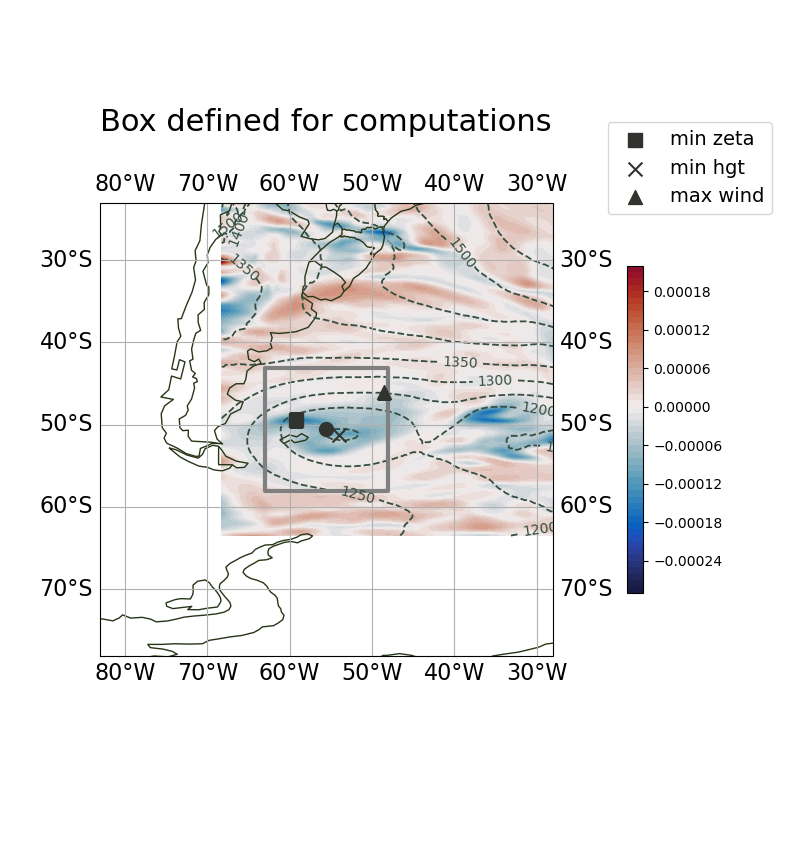 Box defined for computations
min zeta
min hgt
max wind
80°W 70°W 60°W 50°W 40°W 30°W
30°S 30°S
40°S 40°S
50°S 50°S
60°S 60°S
70°S 70°S
80°W 70°W 60°W 50°W 40°W 30°W
1400
1350
1500
1350
1300
1200
1250
1200
0.00018
0.00012
0.00006
0.00000
−0.00006
−0.00012
−0.00018
−0.00024